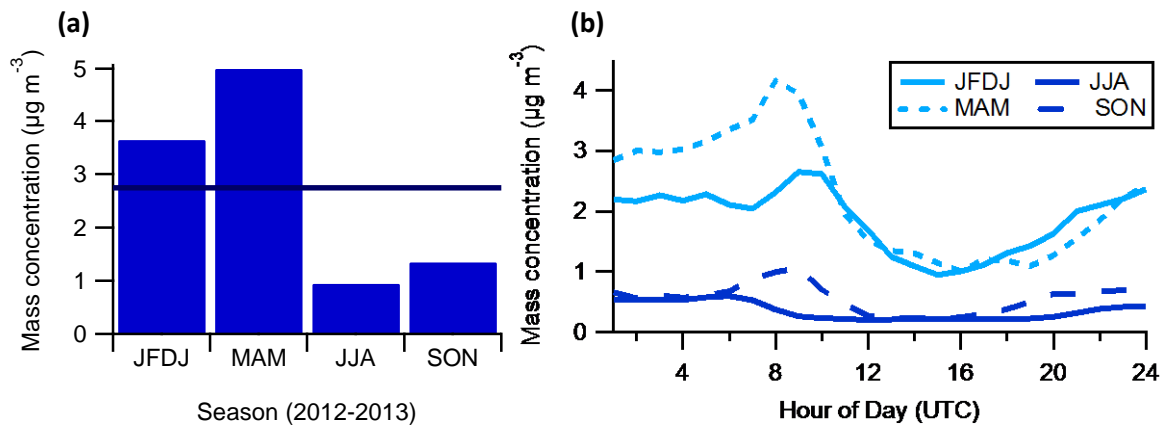 (a)
Mass concentration (µg m⁻³)
5
4
3
2
1
0
JFDJ MAM JJA SON
Season (2012-2013)
(b)
Mass concentration (µg m⁻³)
4
3
2
1
0
JFDJ JJA
MAM SON
4 8 12 16 20 24
Hour of Day (UTC)